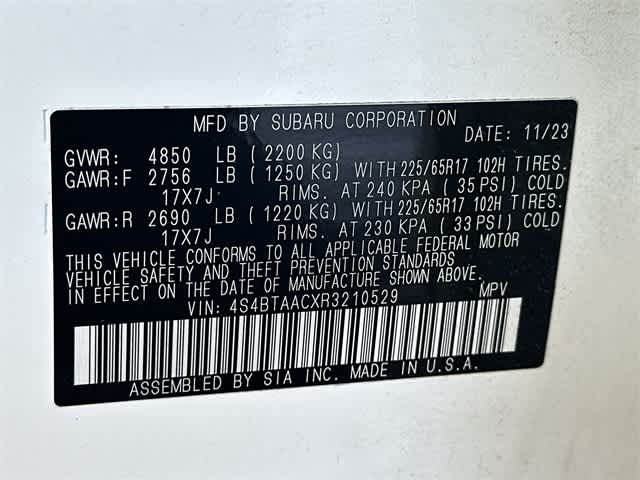 MFD BY SUBARU CORPORATION
DATE: 11/23
GVWR: 4850 LB (2200 KG)
GAWR:F 2756 LB (1250 KG) WITH 225/65R17 102H TIRES.
17X7J RIMS. AT 240 KPA (35 PSI) COLD
GAWR:R 2690 LB (1220 KG) WITH 225/65R17 102H TIRES.
17X7J RIMS. AT 230 KPA (33 PSI) COLD
THIS VEHICLE CONFORMS TO ALL APPLICABLE FEDERAL MOTOR
VEHICLE SAFETY AND THEFT PREVENTION STANDARDS
IN EFFECT ON THE DATE OF MANUFACTURE SHOWN ABOVE.
VIN: 4S4BTAACXR3210529 MPV
ASSEMBLED BY SIA INC. MADE IN U.S.A.